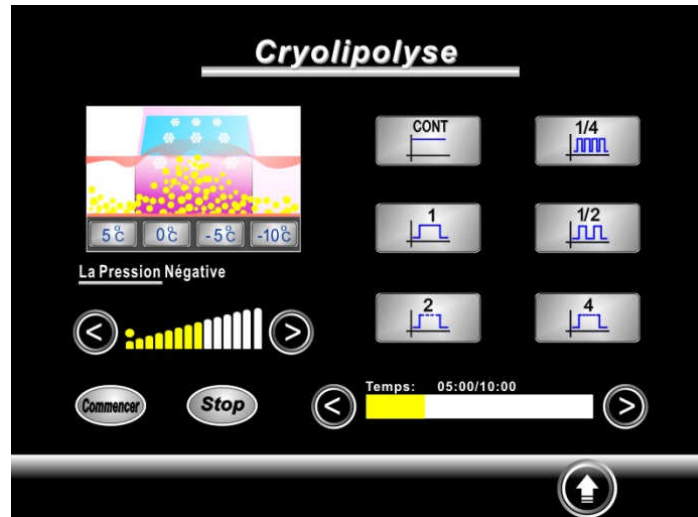 Cryolipolyse
CONT
1/4
5℃ 0℃ -5℃ -10℃
1
1/2
La Pression Négative
2
4
< >
Commencer
Stop
Temps: 05:00/10:00
< >